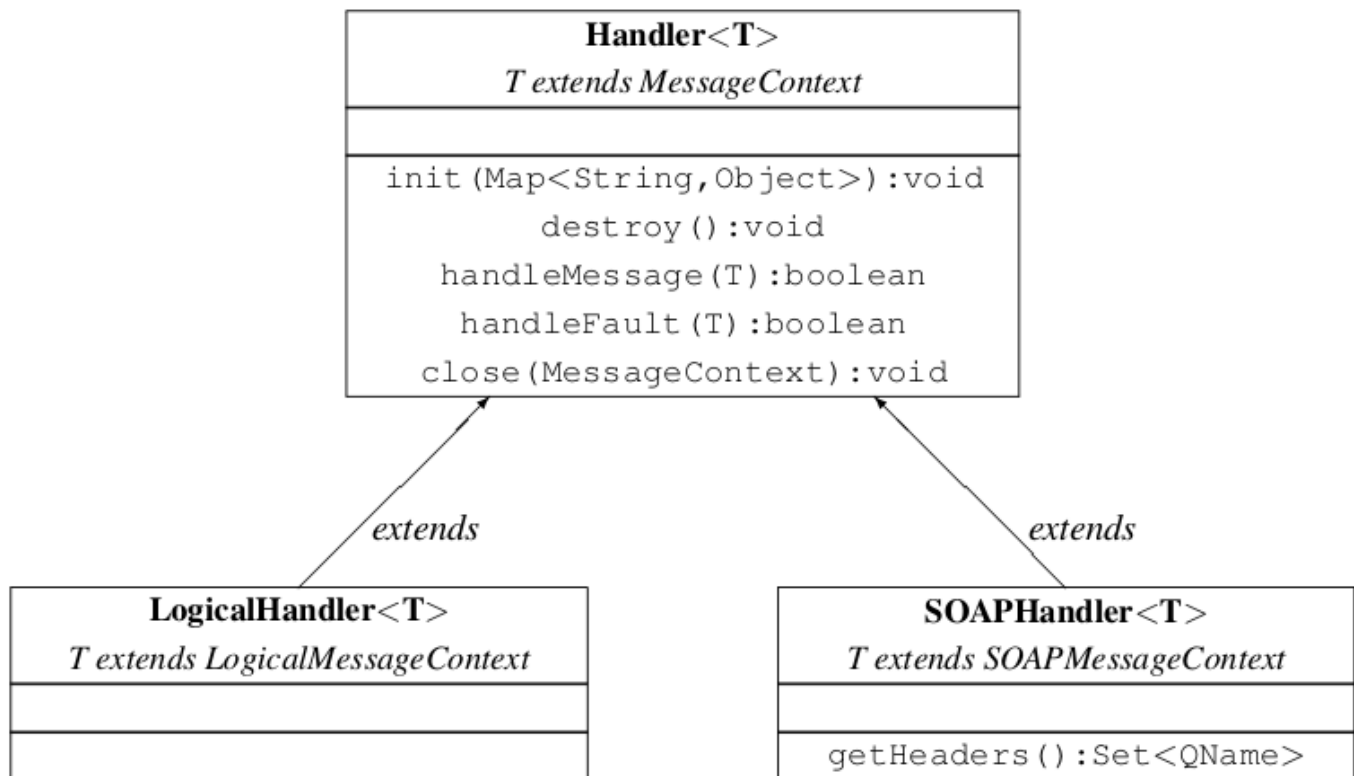 Handler<T>
T extends MessageContext
init(Map<String,Object>):void
destroy():void
handleMessage(T):boolean
handleFault(T):boolean
close(MessageContext):void
extends
extends
LogicalHandler<T>
T extends LogicalMessageContext
SOAPHandler<T>
T extends SOAPMessageContext
getHeaders():Set<QName>